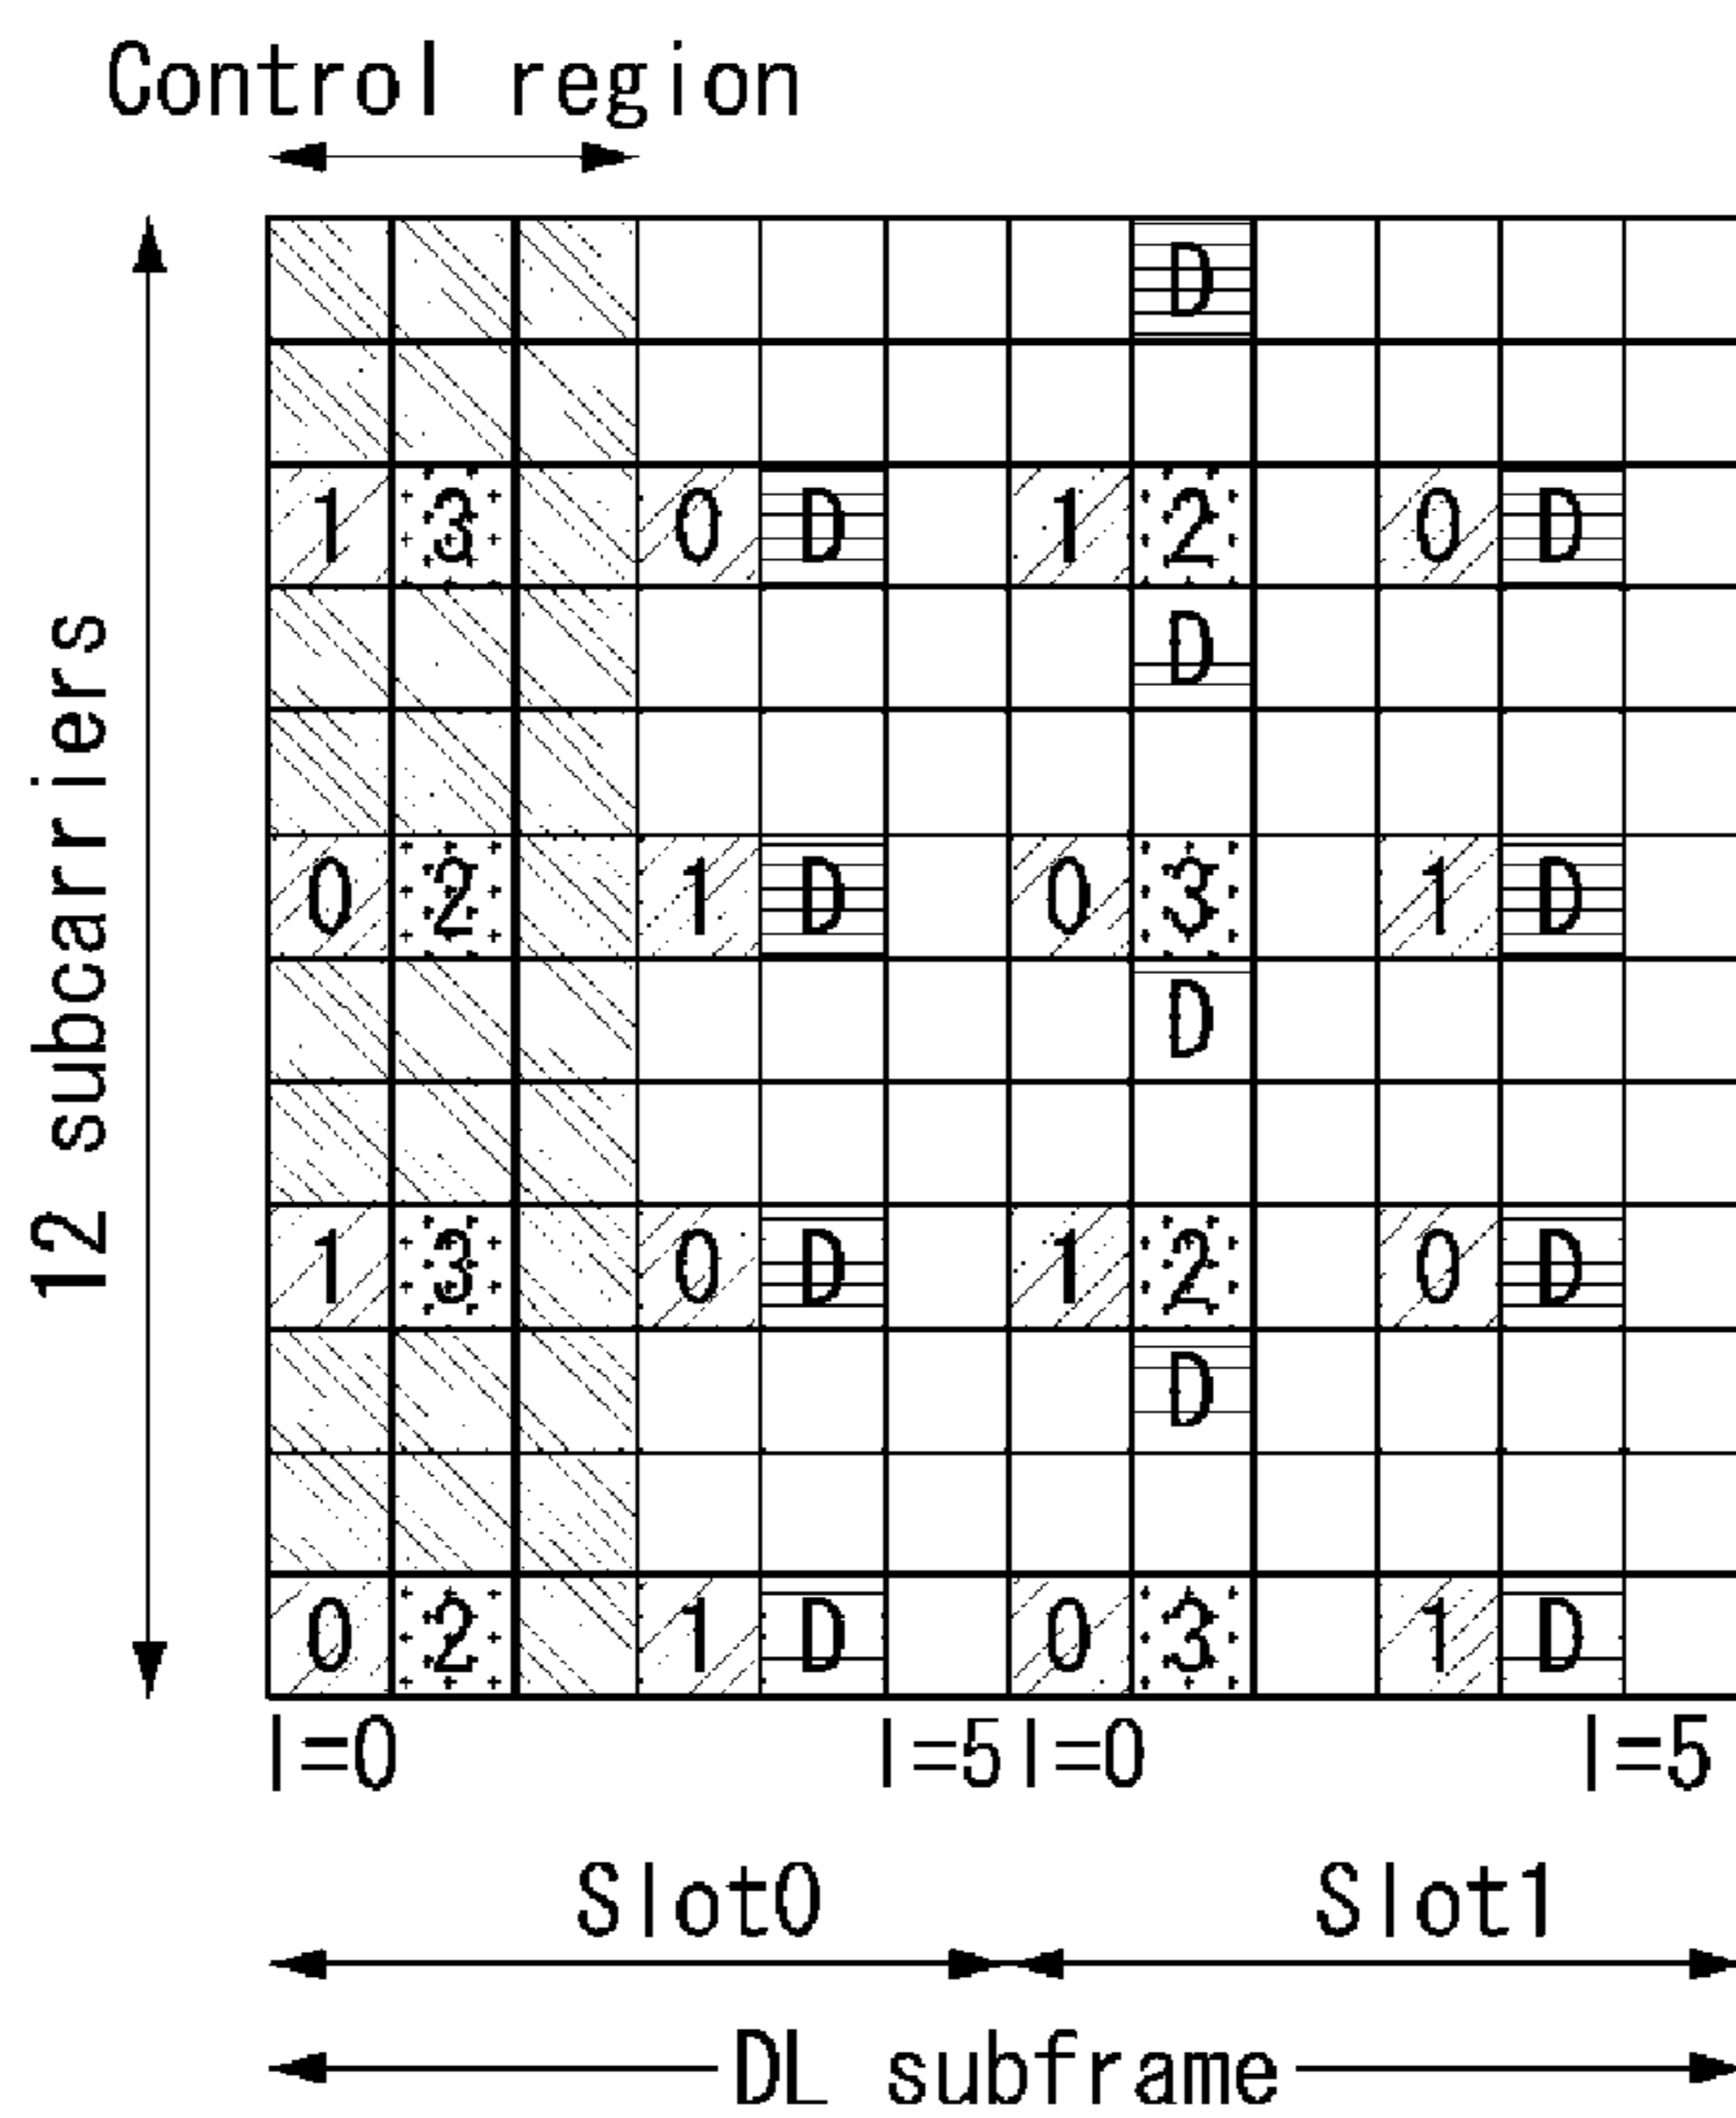 Control region
12 subcarriers
D
1 3 0 D 1 2 0 D
D
0 2 1 D 0 3 1 D
D
1 3 0 D 1 2 0 D
D
0 2 1 D 0 3 1 D
l=0 l=5 l=0 l=5
Slot0 Slot1
DL subframe